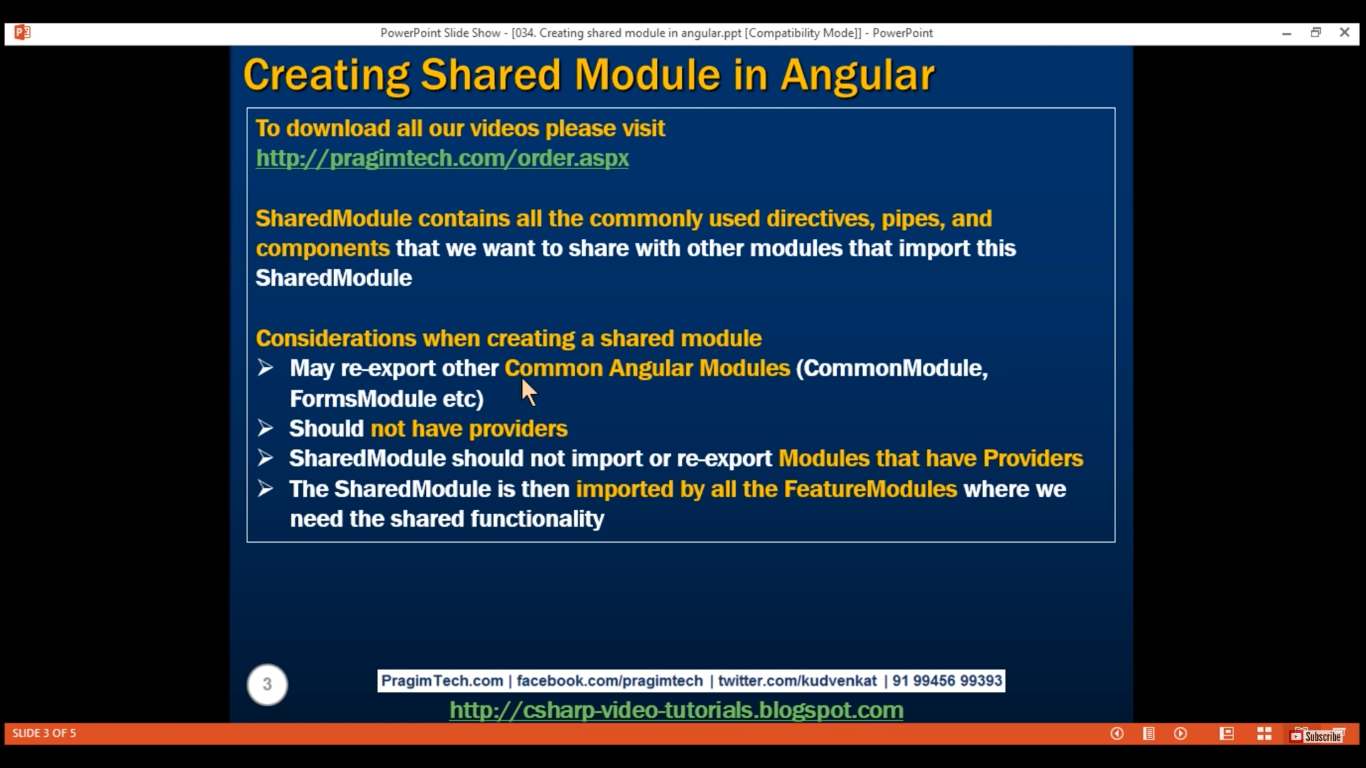 PowerPoint Slide Show - [034. Creating shared module in angular.ppt [Compatibility Mode]] - PowerPoint
Creating Shared Module in Angular
To download all our videos please visit
http://pragimtech.com/order.aspx
SharedModule contains all the commonly used directives, pipes, and
components that we want to share with other modules that import this
SharedModule
Considerations when creating a shared module
➢ May re-export other Common Angular Modules (CommonModule,
FormsModule etc)
➢ Should not have providers
➢ SharedModule should not import or re-export Modules that have Providers
➢ The SharedModule is then imported by all the FeatureModules where we
need the shared functionality
3
PragimTech.com | facebook.com/pragimtech | twitter.com/kudvenkat | 91 99456 99393
http://csharp-video-tutorials.blogspot.com
SLIDE 3 OF 5
Subscribe